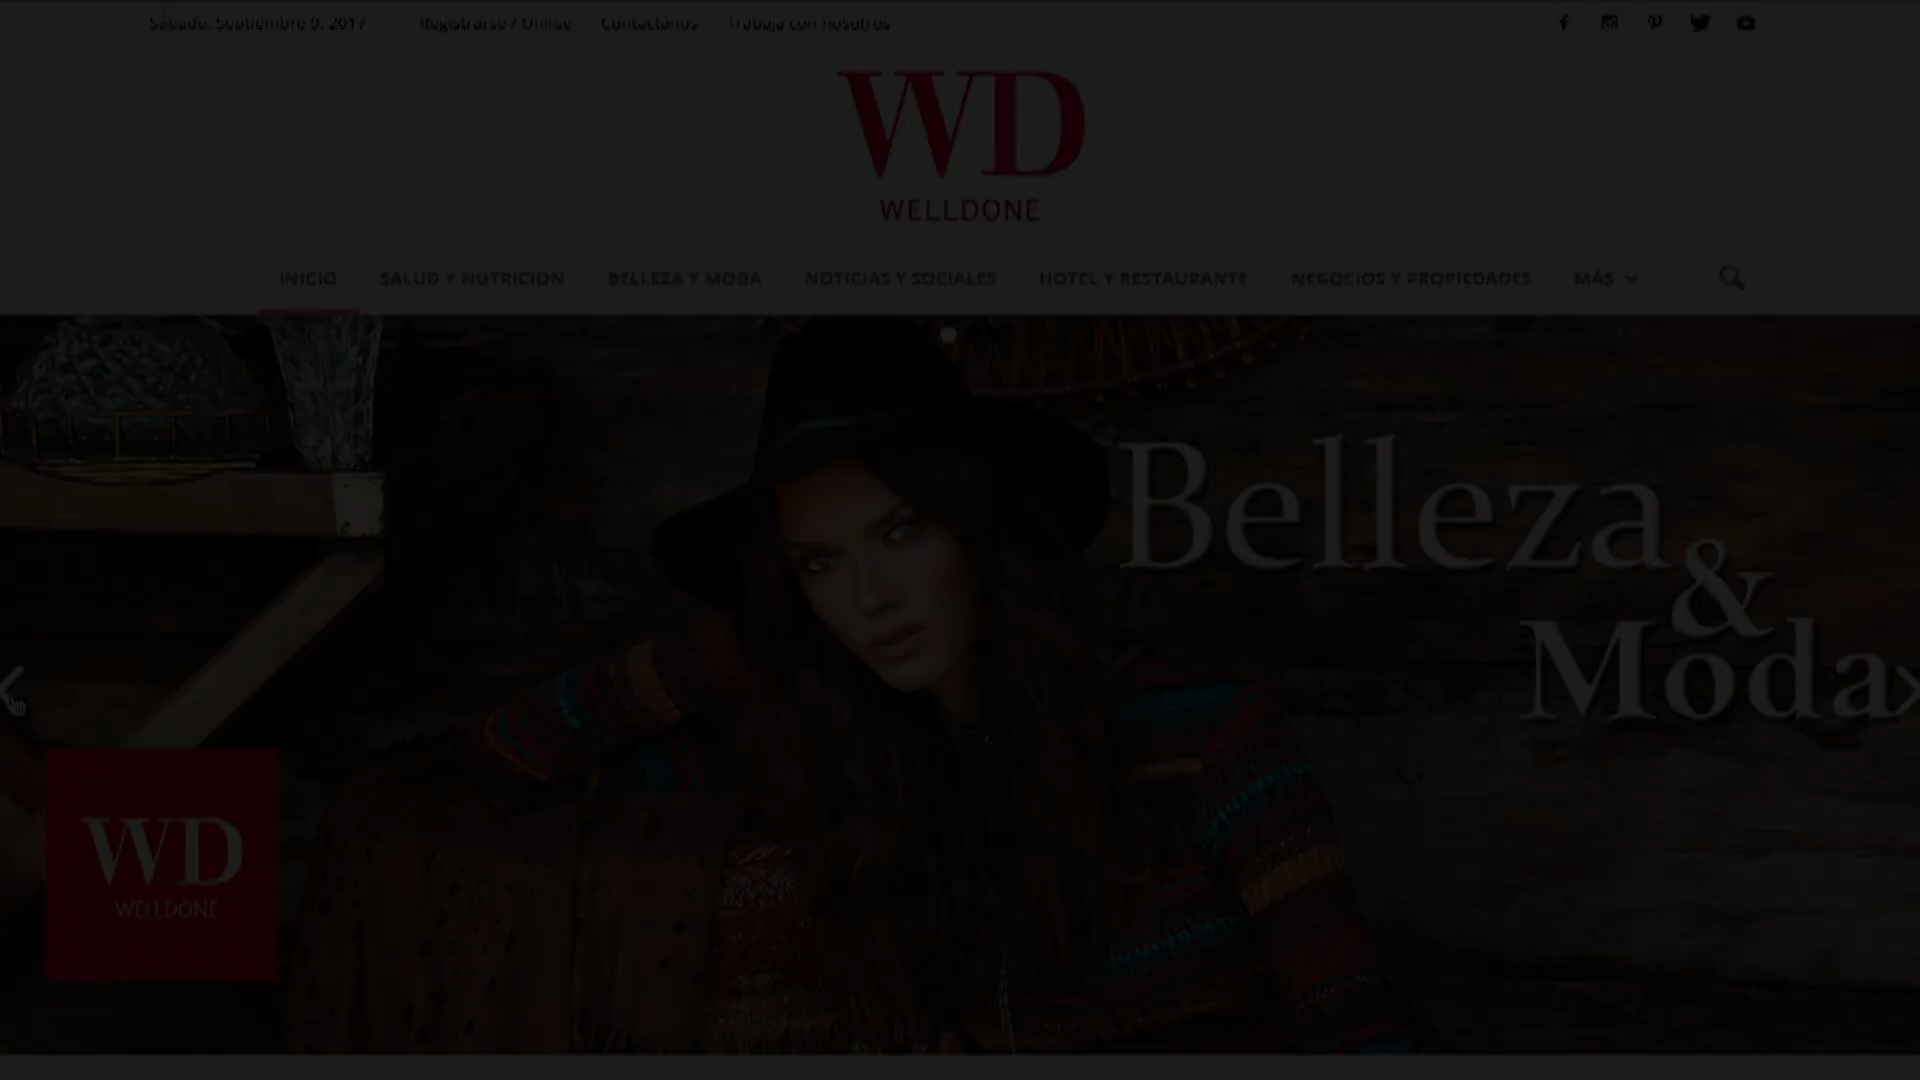 Sábado, Septiembre 9, 2017
Registrarse / Unirse
Contáctanos
Trabaja con nosotros
WD
WELLDONE
INICIO
SALUD Y NUTRICION
BELLEZA Y MODA
NOTICIAS Y SOCIALES
HOTEL Y RESTAURANTE
NEGOCIOS Y PROPIEDADES
MÁS
Belleza
&
Moda
WD
WELLDONE